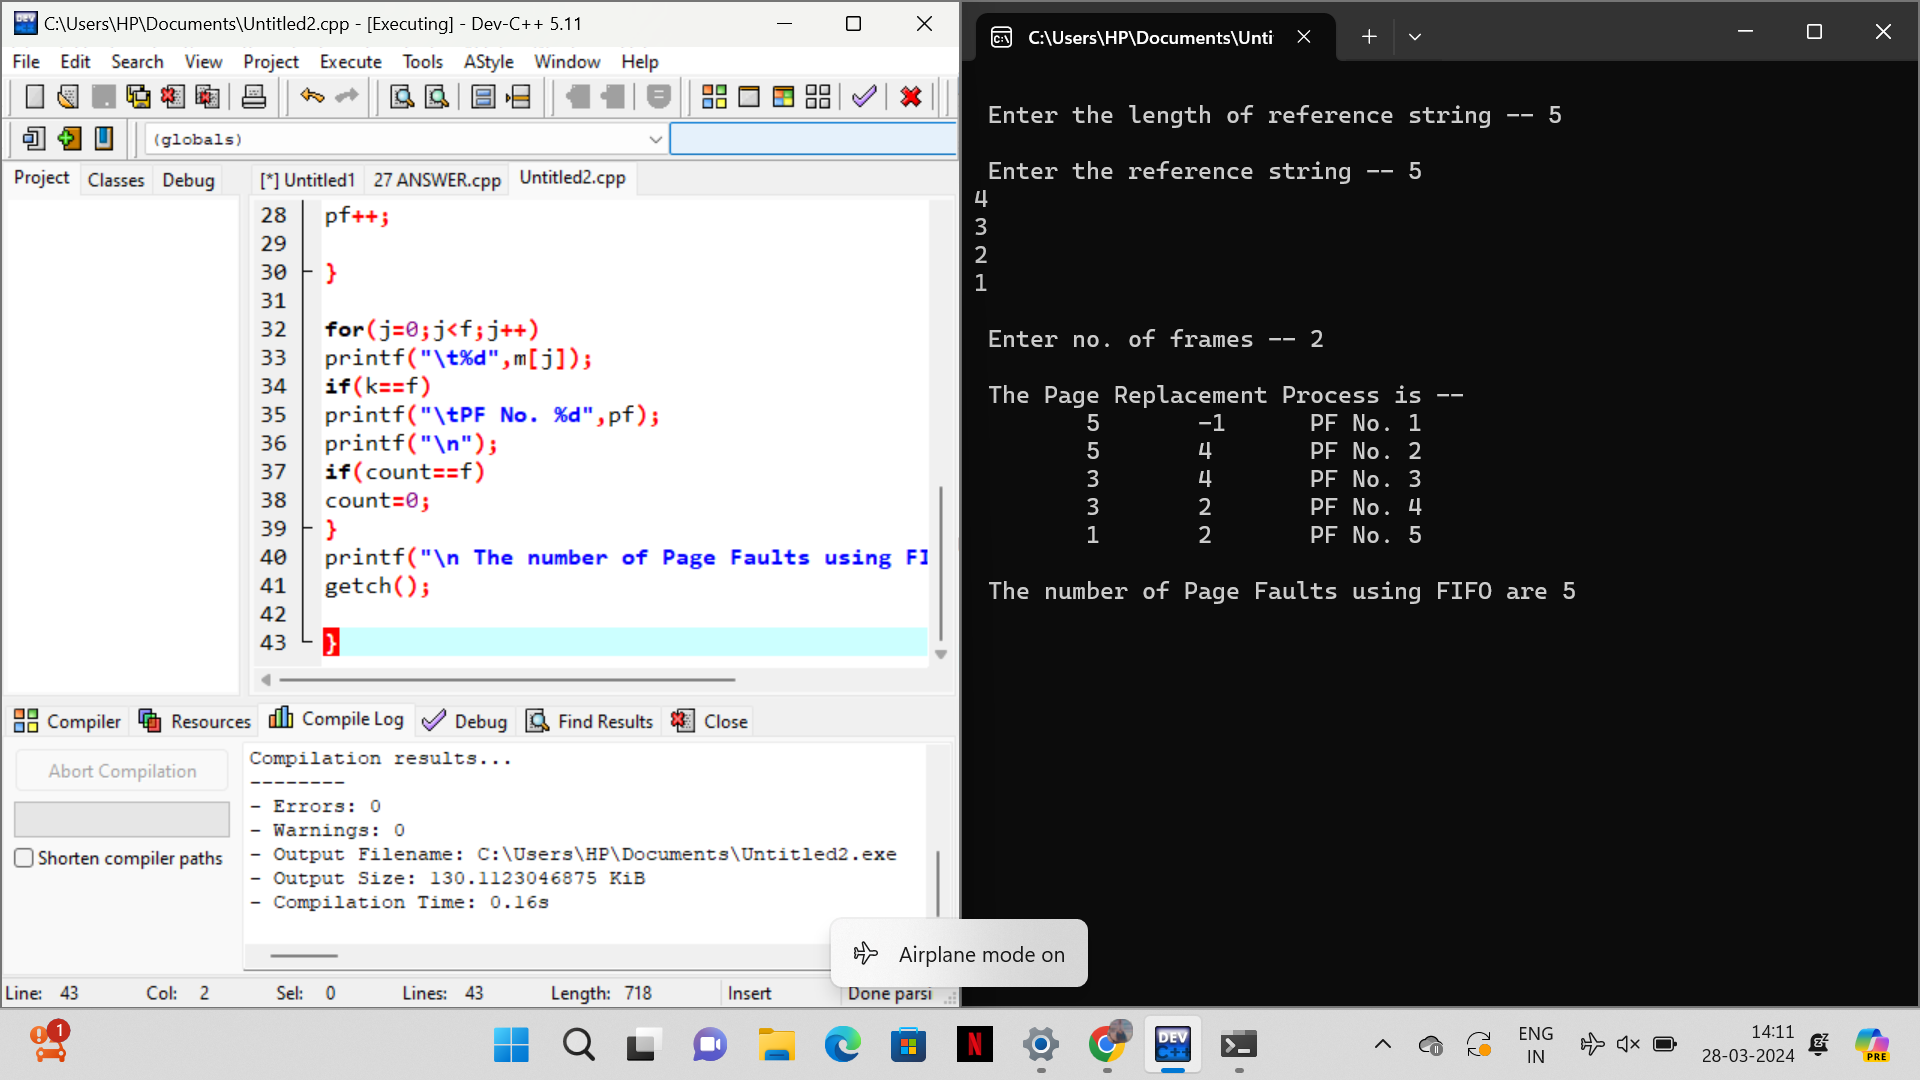 C:\Users\HP\Documents\Untitled2.cpp - [Executing] - Dev-C++ 5.11
File Edit Search View Project Execute Tools AStyle Window Help
(globals)
Project Classes Debug
[*] Untitled1 27 ANSWER.cpp Untitled2.cpp
28 pf++;
29
30 }
31
32 for(j=0;j<f;j++)
33 printf("\t%d",m[j]);
34 if(k==f)
35 printf("\tPF No. %d",pf);
36 printf("\n");
37 if(count==f)
38 count=0;
39 }
40 printf("\n The number of Page Faults using FI
41 getch();
42
43 }
Compiler Resources Compile Log Debug Find Results Close
Abort Compilation
Shorten compiler paths
Compilation results...
--------
- Errors: 0
- Warnings: 0
- Output Filename: C:\Users\HP\Documents\Untitled2.exe
- Output Size: 130.1123046875 KiB
- Compilation Time: 0.16s
Line: 43 Col: 2 Sel: 0 Lines: 43 Length: 718 Insert Done parsi
C:\Users\HP\Documents\Unti
Enter the length of reference string -- 5
Enter the reference string -- 5
4
3
2
1
Enter no. of frames -- 2
The Page Replacement Process is --
5 -1 PF No. 1
5 4 PF No. 2
3 4 PF No. 3
3 2 PF No. 4
1 2 PF No. 5
The number of Page Faults using FIFO are 5
Airplane mode on
1
DEV
C++
ENG
IN
14:11
28-03-2024
PRE